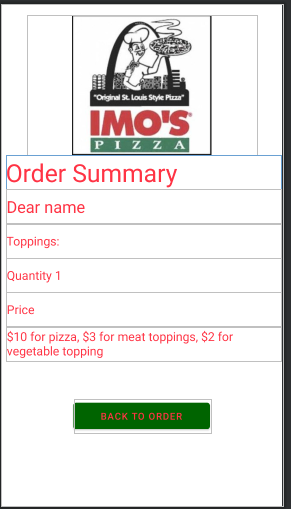 "Original St. Louis Style Pizza"
IMO'S
PIZZA
Order Summary
Dear name
Toppings:
Quantity 1
Price
$10 for pizza, $3 for meat toppings, $2 for
vegetable topping
BACK TO ORDER